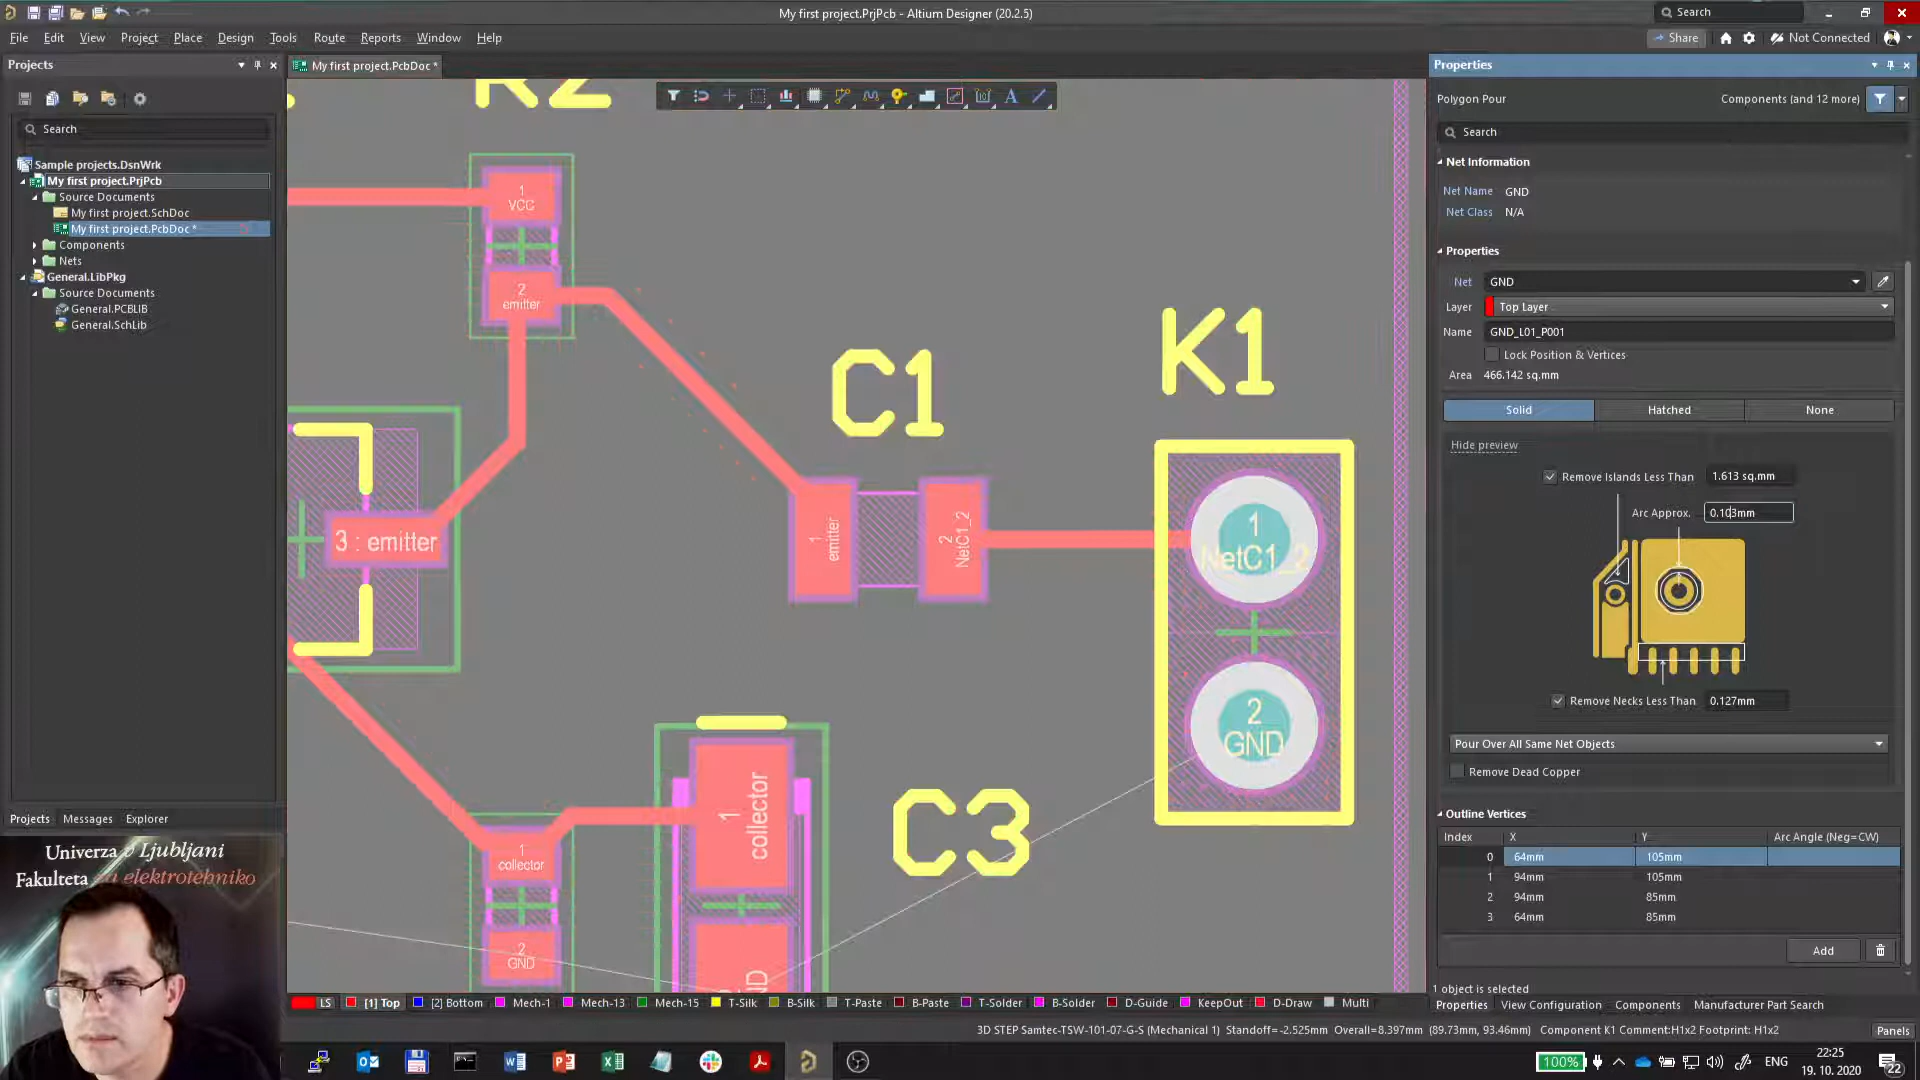 My first project.PrjPcb - Altium Designer (20.2.5)
Search
File Edit View Project Place Design Tools Route Reports Window Help
Share
Not Connected
Projects
My first project.PcbDoc *
Search
Sample projects.DsnWrk
My first project.PrjPcb
Source Documents
My first project.SchDoc
My first project.PcbDoc *
Components
Nets
General.LibPkg
Source Documents
General.PCBLIB
General.SchLib
Projects Messages Explorer
Univerza v Ljubljani
Fakulteta za elektrotehniko
R2
1
VCC
2
emitter
C1
K1
3 : emitter
1
emitter
2
NetC1_2
1
NetC1_2
2
GND
1
collector
C3
1
collector
2
GND
LS [1] Top [2] Bottom Mech-1 Mech-13 Mech-15 T-Silk B-Silk T-Paste B-Paste T-Solder B-Solder D-Guide KeepOut D-Draw Multi
Properties
Polygon Pour
Components (and 12 more)
Search
Net Information
Net Name GND
Net Class N/A
Properties
Net GND
Layer Top Layer
Name GND_L01_P001
Lock Position & Vertices
Area 466.142 sq.mm
Solid Hatched None
Hide preview
Remove Islands Less Than 1.613 sq.mm
Arc Approx. 0.103mm
Remove Necks Less Than 0.127mm
Pour Over All Same Net Objects
Remove Dead Copper
Outline Vertices
Index X Y Arc Angle (Neg=CW)
0 64mm 105mm
1 94mm 105mm
2 94mm 85mm
3 64mm 85mm
Add
1 object is selected
Properties View Configuration Components Manufacturer Part Search
3D STEP Samtec-TSW-101-07-G-S (Mechanical 1) Standoff=-2.525mm Overall=8.397mm (89.73mm, 93.46mm) Component K1 Comment:H1x2 Footprint: H1x2
Panels
100%
ENG
22:25
19. 10. 2020
22